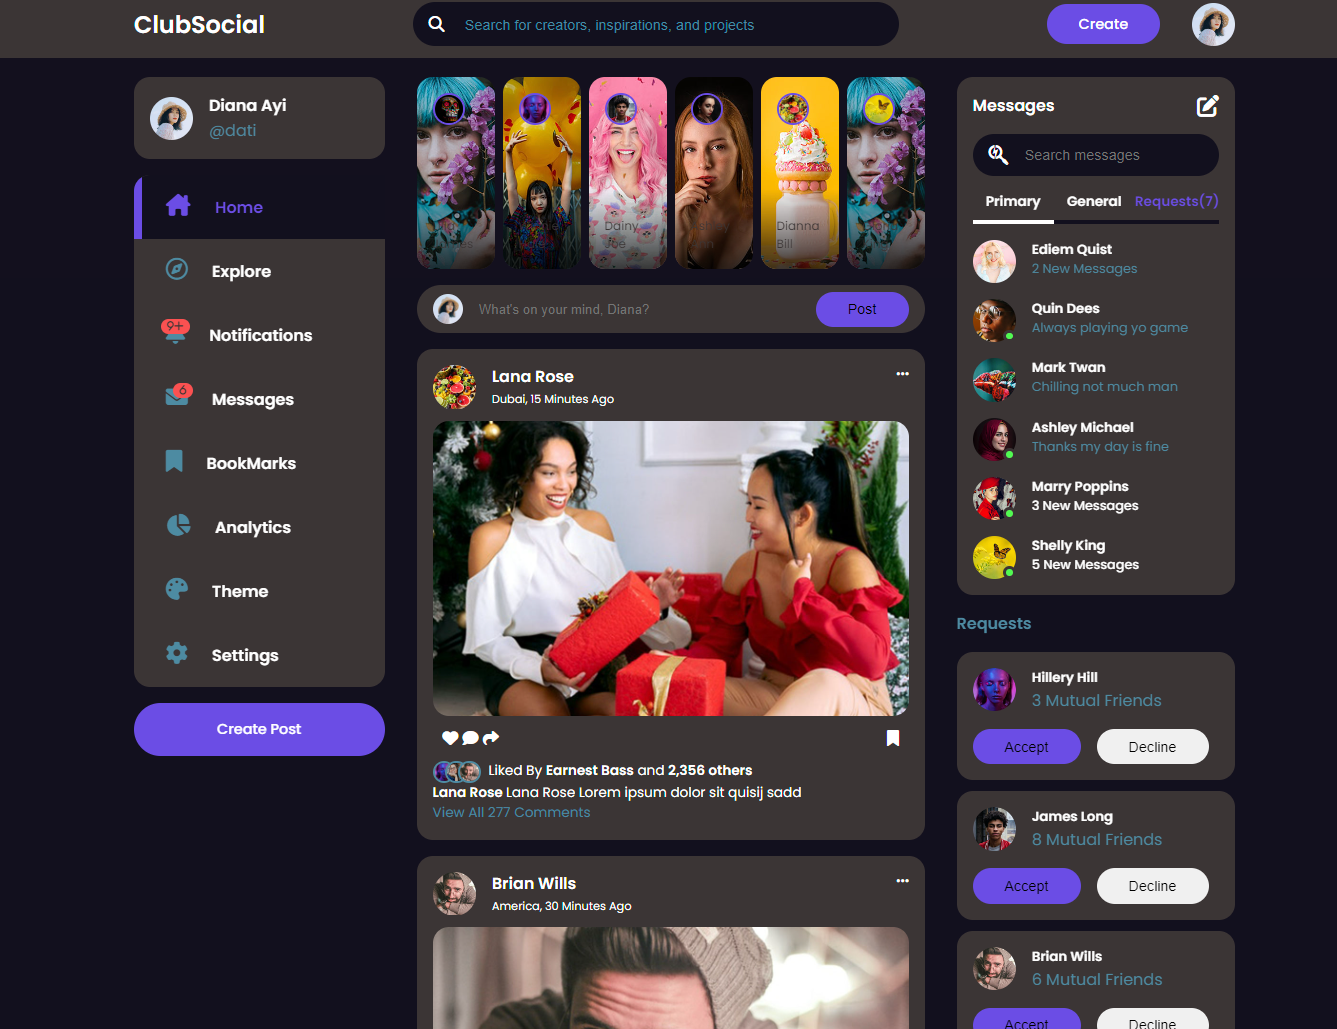 ClubSocial
Search for creators, inspirations, and projects
Create
Diana Ayi
@dati
Home
Explore
9+
Notifications
6
Messages
BookMarks
Analytics
Theme
Settings
Create Post
Dainy
Dianna
Bill
What's on your mind, Diana?
Post
Lana Rose
Dubai, 15 Minutes Ago
Liked By Earnest Bass and 2,356 others
Lana Rose Lana Rose Lorem ipsum dolor sit quisij sadd
View All 277 Comments
Brian Wills
America, 30 Minutes Ago
Messages
Search messages
Primary General Requests(7)
Ediem Quist
2 New Messages
Quin Dees
Always playing yo game
Mark Twan
Chilling not much man
Ashley Michael
Thanks my day is fine
Marry Poppins
3 New Messages
Shelly King
5 New Messages
Requests
Hillery Hill
3 Mutual Friends
Accept Decline
James Long
8 Mutual Friends
Accept Decline
Brian Wills
6 Mutual Friends
Accept Decline